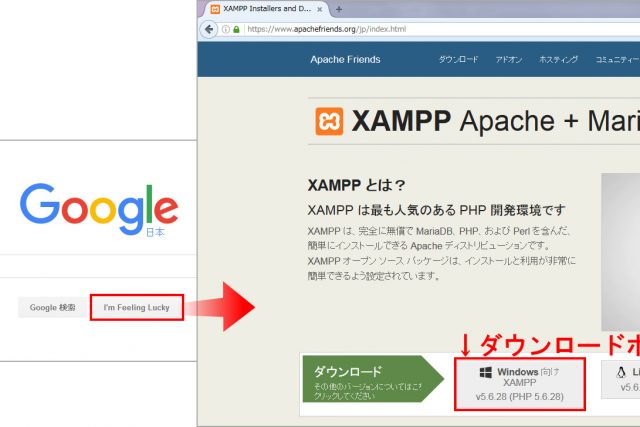 XAMPP Installers and D...
https://www.apachefriends.org/jp/index.html
Apache Friends
ダウンロード
アドオン
ホスティング
コミュニティー
XAMPP Apache + Mari
XAMPP とは？
XAMPP は最も人気のある PHP 開発環境です
XAMPP は、完全に無償で MariaDB、PHP、および Perl を含んだ、
簡単にインストールできる Apache ディストリビューションです。
XAMPP オープン ソース パッケージは、インストールと利用が非常に
簡単できるよう設定されています。
Google
日本
Google 検索
I'm Feeling Lucky
↓ダウンロードボ
ダウンロード
その他のバージョンについてはこち
クリックしてください
Windows 向け
XAMPP
v5.6.28 (PHP 5.6.28)
Li
v5.6